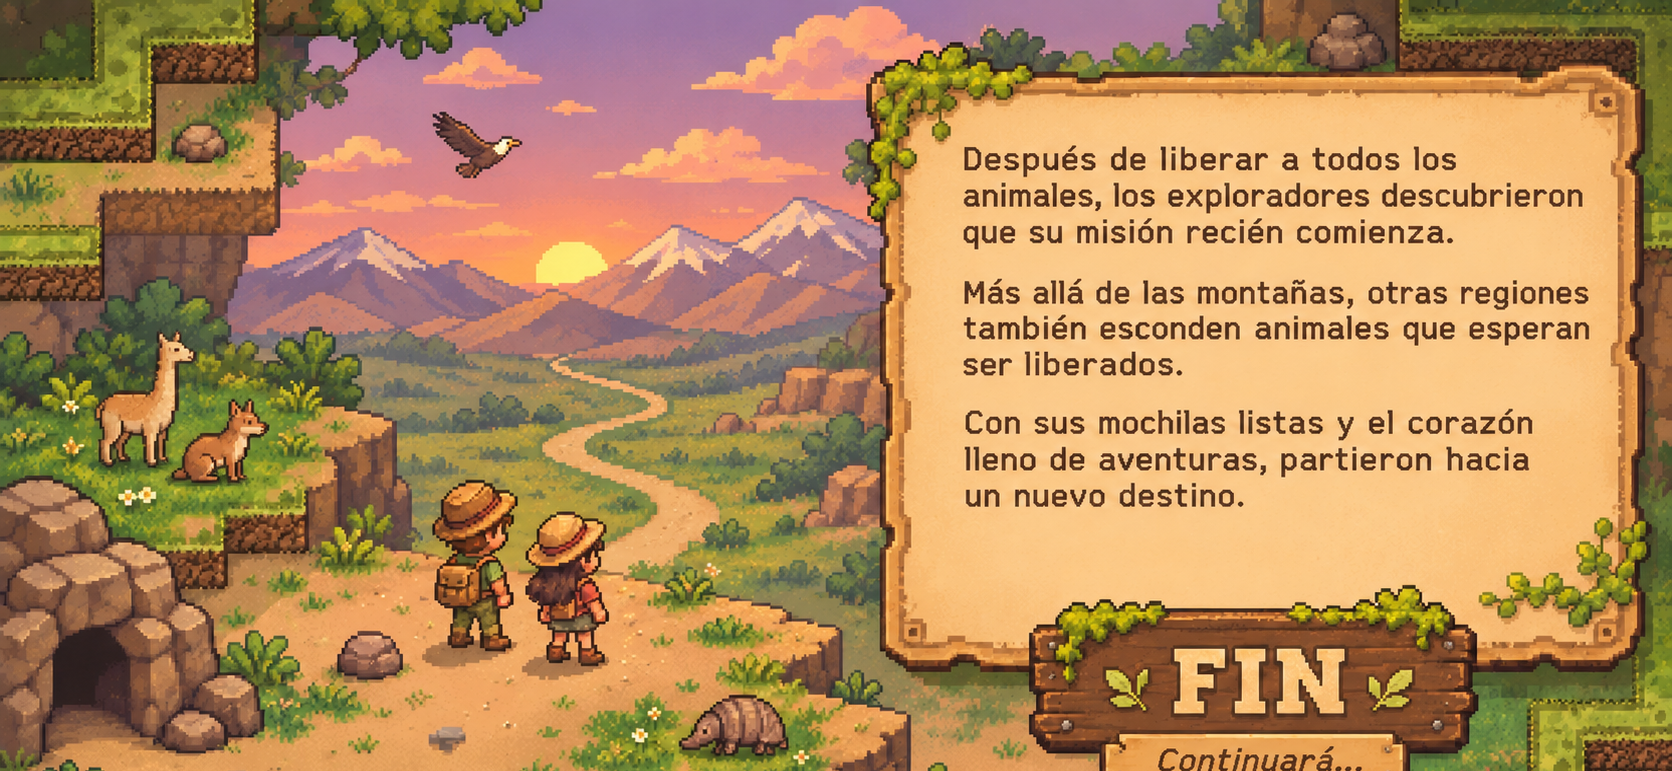 Después de liberar a todos los
animales, los exploradores descubrieron
que su misión recién comienza.
Más allá de las montañas, otras regiones
también esconden animales que esperan
ser liberados.
Con sus mochilas listas y el corazón
lleno de aventuras, partieron hacia
un nuevo destino.
FIN
Continuará...